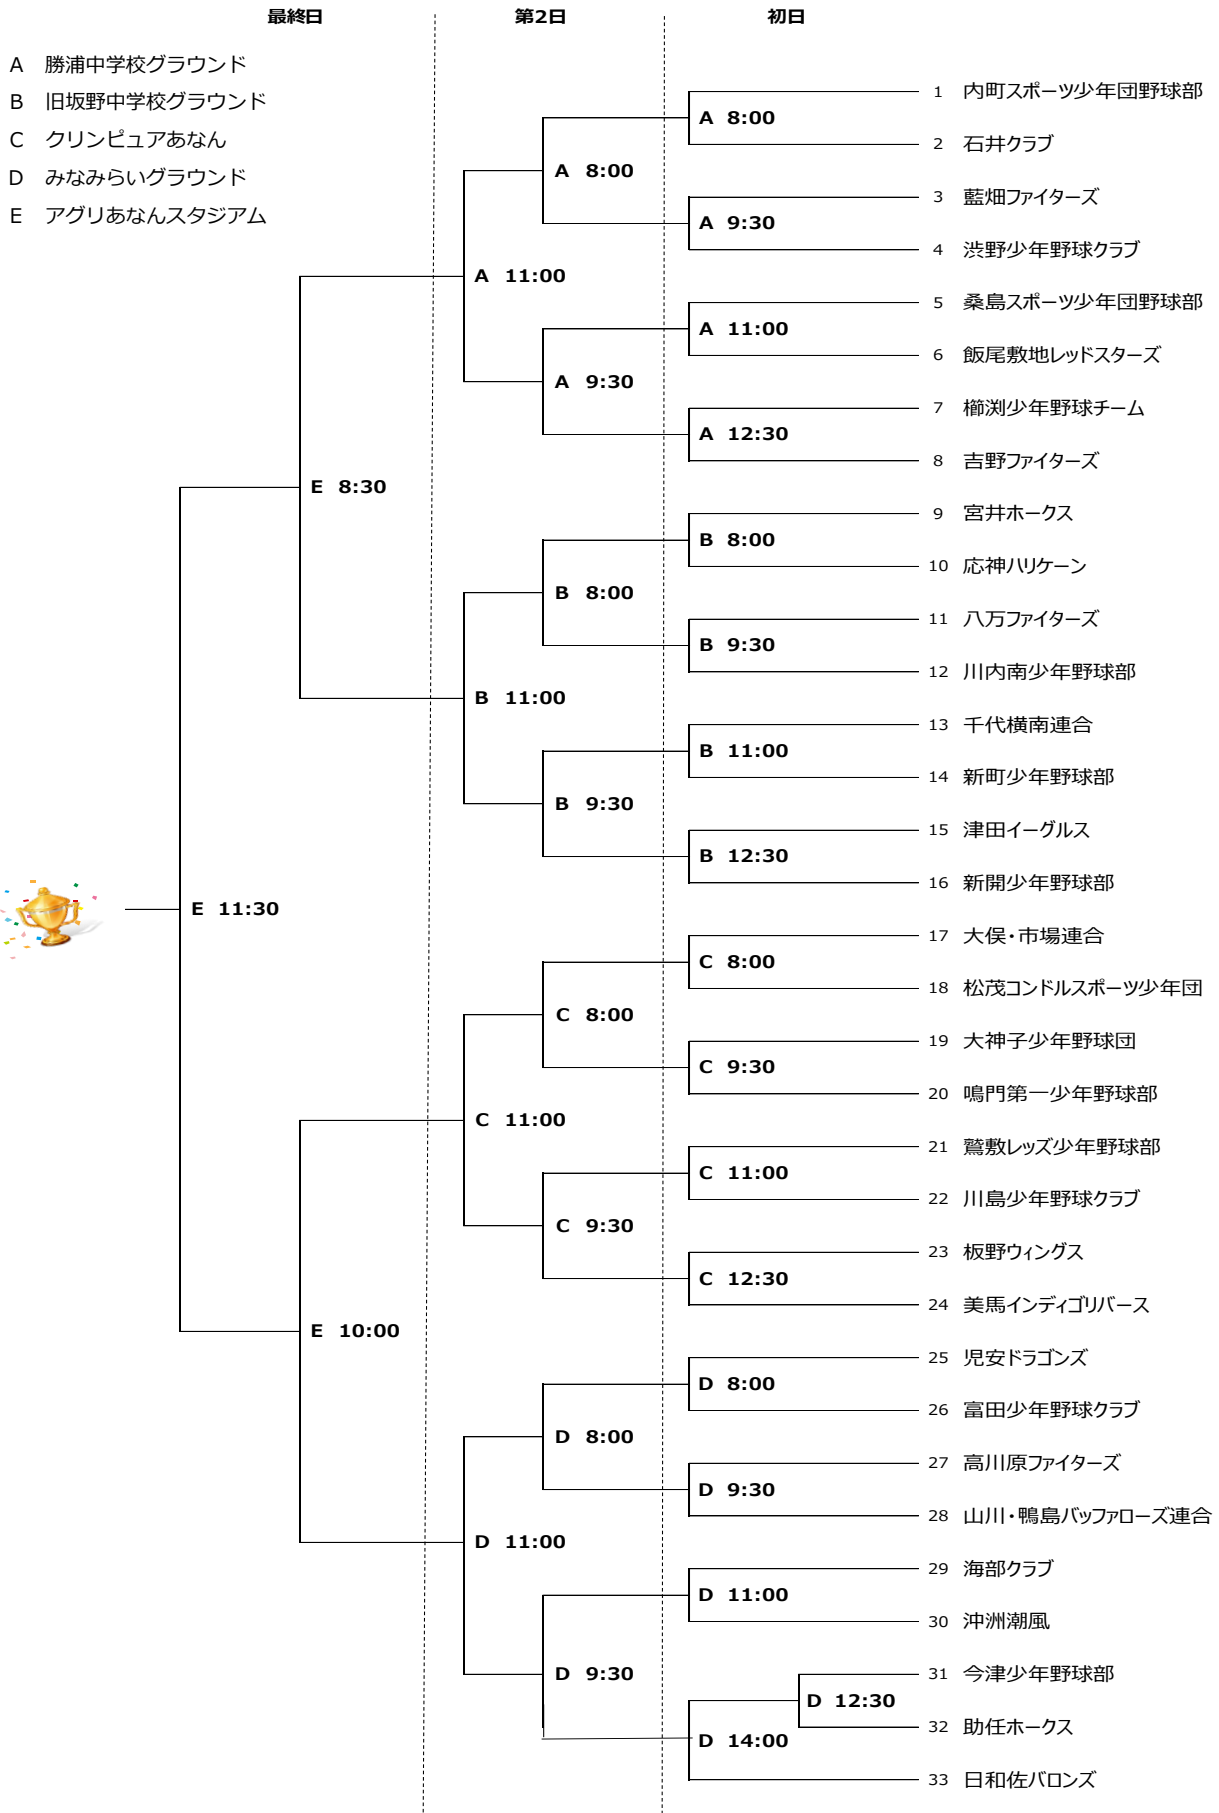 最終日 第2日 初日
A 勝浦中学校グラウンド
B 旧坂野中学校グラウンド
C クリンピュアあなん
D みなみらいグラウンド
E アグリあなんスタジアム
1 内町スポーツ少年団野球部
A 8:00
2 石井クラブ
A 8:00
3 藍畑ファイターズ
A 9:30
4 渋野少年野球クラブ
A 11:00
5 桑島スポーツ少年団野球部
A 11:00
6 飯尾敷地レッドスターズ
A 9:30
7 櫛渕少年野球チーム
A 12:30
8 吉野ファイターズ
E 8:30
9 宮井ホークス
B 8:00
10 応神ハリケーン
B 8:00
11 八万ファイターズ
B 9:30
12 川内南少年野球部
B 11:00
13 千代横南連合
B 11:00
14 新町少年野球部
B 9:30
15 津田イーグルス
B 12:30
16 新開少年野球部
E 11:30
17 大俣・市場連合
C 8:00
18 松茂コンドルスポーツ少年団
C 8:00
19 大神子少年野球団
C 9:30
20 鳴門第一少年野球部
C 11:00
21 鷲敷レッズ少年野球部
C 11:00
22 川島少年野球クラブ
C 9:30
23 板野ウィングス
C 12:30
24 美馬インディゴリバース
E 10:00
25 児安ドラゴンズ
D 8:00
26 富田少年野球クラブ
D 8:00
27 高川原ファイターズ
D 9:30
28 山川・鴨島バッファローズ連合
D 11:00
29 海部クラブ
D 11:00
30 沖洲潮風
D 9:30
31 今津少年野球部
D 12:30
32 助任ホークス
D 14:00
33 日和佐バロンズ